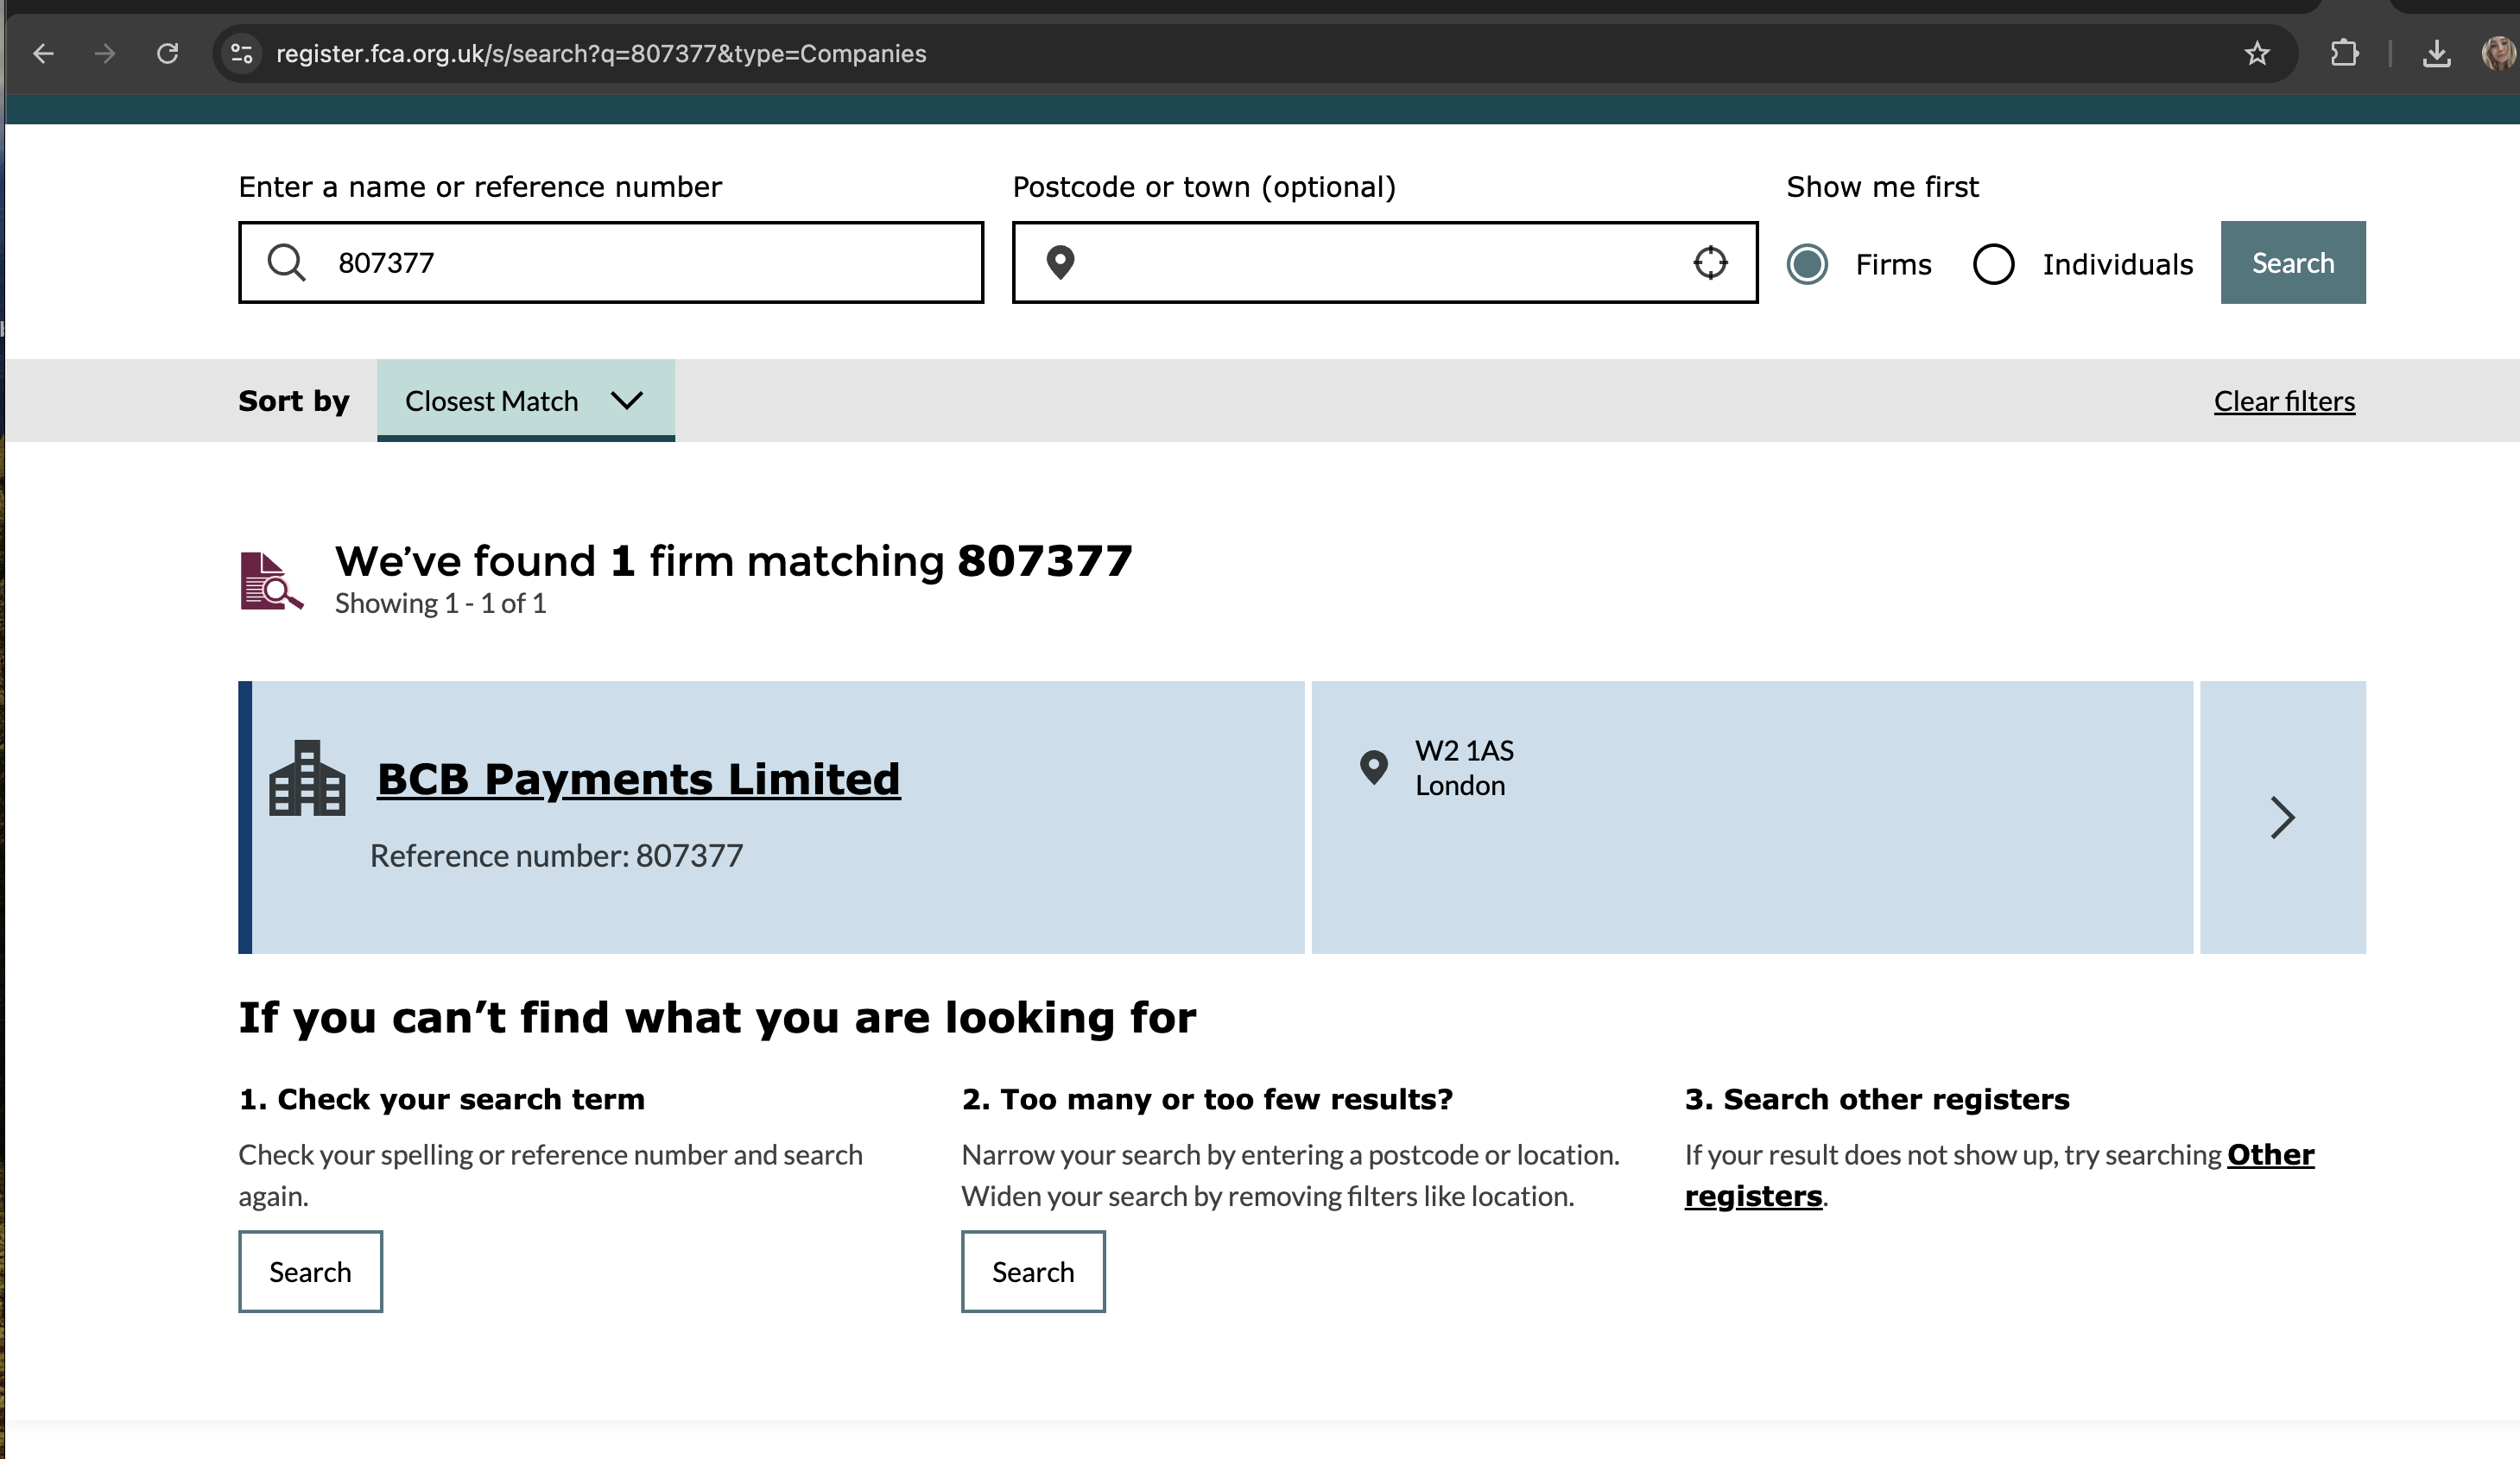 register.fca.org.uk/s/search?q=807377&type=Companies
Enter a name or reference number
Postcode or town (optional)
Show me first
807377
Firms
Individuals
Search
Sort by
Closest Match
Clear filters
We’ve found 1 firm matching 807377
Showing 1 - 1 of 1
BCB Payments Limited
Reference number: 807377
W2 1AS
London
If you can’t find what you are looking for
1. Check your search term
Check your spelling or reference number and search
again.
Search
2. Too many or too few results?
Narrow your search by entering a postcode or location.
Widen your search by removing filters like location.
Search
3. Search other registers
If your result does not show up, try searching Other
registers.